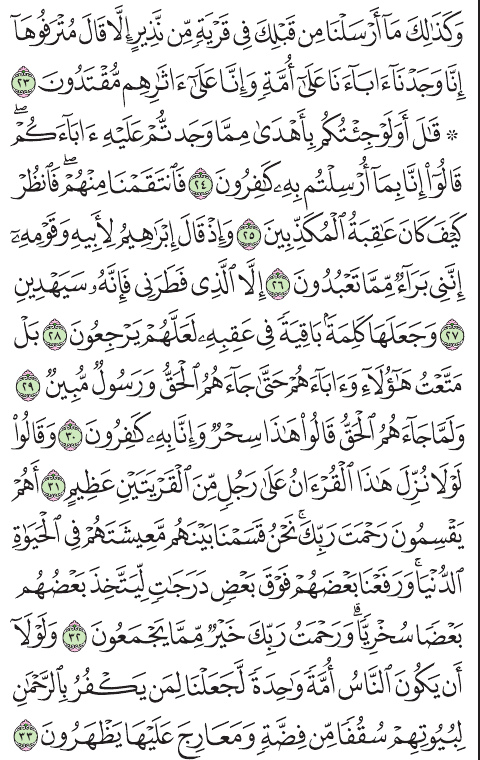 وَكَذَٰلِكَ مَآ أَرْسَلْنَا مِن قَبْلِكَ فِى قَرْيَةٍ مِّن نَّذِيرٍ إِلَّا قَالَ مُتْرَفُوهَآ
إِنَّا وَجَدْنَآ ءَابَآءَنَا عَلَىٰٓ أُمَّةٍ وَإِنَّا عَلَىٰٓ ءَاثَٰرِهِم مُّقْتَدُونَ ٢٣
۞ قَٰلَ أَوَلَوْ جِئْتُكُم بِأَهْدَىٰ مِمَّا وَجَدتُّمْ عَلَيْهِ ءَابَآءَكُمْ ۖ
قَالُوٓا۟ إِنَّا بِمَآ أُرْسِلْتُم بِهِۦ كَٰفِرُونَ ٢٤ فَٱنتَقَمْنَا مِنْهُمْ ۖ فَٱنظُرْ
كَيْفَ كَانَ عَٰقِبَةُ ٱلْمُكَذِّبِينَ ٢٥ وَإِذْ قَالَ إِبْرَٰهِيمُ لِأَبِيهِ وَقَوْمِهِۦٓ
إِنَّنِى بَرَآءٌ مِّمَّا تَعْبُدُونَ ٢٦ إِلَّا ٱلَّذِى فَطَرَنِى فَإِنَّهُۥ سَيَهْدِينِ
٢٧ وَجَعَلَهَا كَلِمَةًۢ بَاقِيَةً فِى عَقِبِهِۦ لَعَلَّهُمْ يَرْجِعُونَ ٢٨ بَلْ
مَتَّعْتُ هَٰٓؤُلَآءِ وَءَابَآءَهُمْ حَتَّىٰ جَآءَهُمُ ٱلْحَقُّ وَرَسُولٌ مُّبِينٌ ٢٩
وَلَمَّا جَآءَهُمُ ٱلْحَقُّ قَالُوا۟ هَٰذَا سِحْرٌ وَإِنَّا بِهِۦ كَٰفِرُونَ ٣٠ وَقَالُوا۟
لَوْلَا نُزِّلَ هَٰذَا ٱلْقُرْءَانُ عَلَىٰ رَجُلٍ مِّنَ ٱلْقَرْيَتَيْنِ عَظِيمٍ ٣١ أَهُمْ
يَقْسِمُونَ رَحْمَتَ رَبِّكَ ۚ نَحْنُ قَسَمْنَا بَيْنَهُم مَّعِيشَتَهُمْ فِى ٱلْحَيَوٰةِ
ٱلدُّنْيَا ۚ وَرَفَعْنَا بَعْضَهُمْ فَوْقَ بَعْضٍ دَرَجَٰتٍ لِّيَتَّخِذَ بَعْضُهُم
بَعْضًا سُخْرِيًّا ۗ وَرَحْمَتُ رَبِّكَ خَيْرٌ مِّمَّا يَجْمَعُونَ ٣٢ وَلَوْلَآ
أَن يَكُونَ ٱلنَّاسُ أُمَّةً وَٰحِدَةً لَّجَعَلْنَا لِمَن يَكْفُرُ بِٱلرَّحْمَٰنِ
لِبُيُوتِهِمْ سُقُفًا مِّن فِضَّةٍ وَمَعَارِجَ عَلَيْهَا يَظْهَرُونَ ٣٣